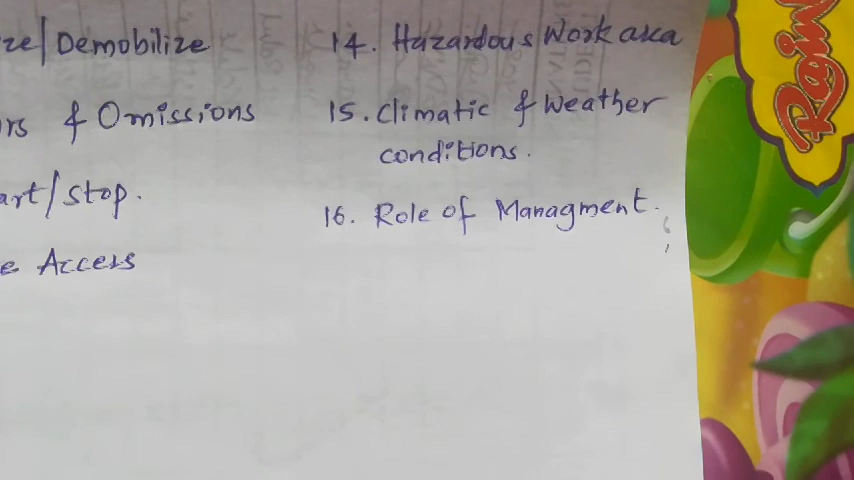 ze/Demobilize
rs & Omissions
art/stop.
e Access
14. Hazardous Work area
15. Climatic & Weather
conditions.
16. Role of Managment.
Rain